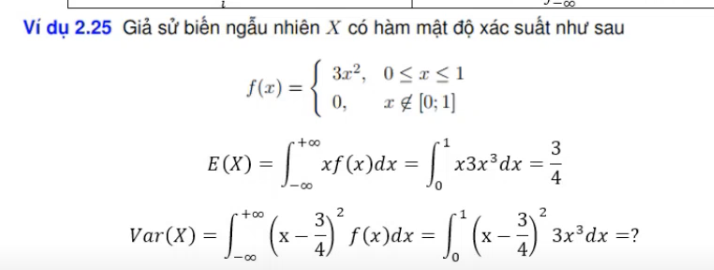 Ví dụ 2.25 Giả sử biến ngẫu nhiên X có hàm mật độ xác suất như sau
f(x) = { 3x², 0 ≤ x ≤ 1
0, x ∉ [0; 1]
E(X) = ∫_{−∞}^{+∞} xf(x)dx = ∫_0^1 x3x³dx = 3/4
Var(X) = ∫_{−∞}^{+∞} (x − 3/4)² f(x)dx = ∫_0^1 (x − 3/4)² 3x³dx =?